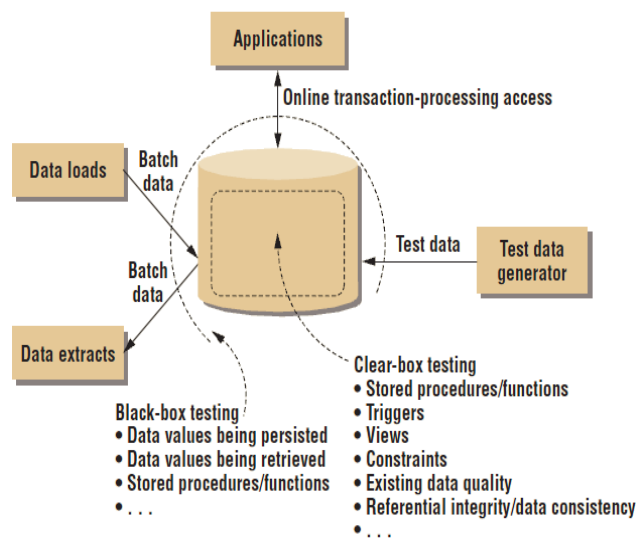 Applications
Online transaction-processing access
Data loads
Batch
data
Test data
Test data
generator
Batch
data
Data extracts
Black-box testing
• Data values being persisted
• Data values being retrieved
• Stored procedures/functions
• . . .
Clear-box testing
• Stored procedures/functions
• Triggers
• Views
• Constraints
• Existing data quality
• Referential integrity/data consistency
• . . .